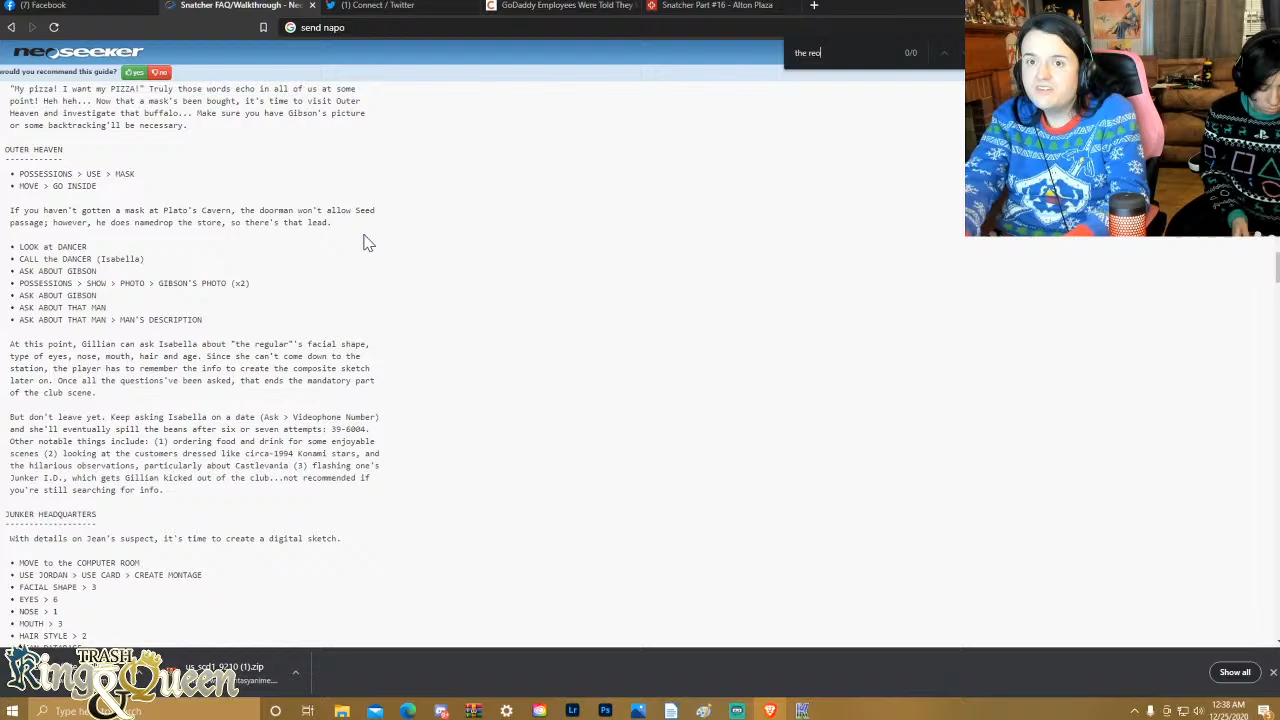 Facebook
Snatcher FAQ/Walkthrough - Neo
(1) Connect / Twitter
GoDaddy Employees Were Told They
Snatcher Part #16 - Alton Plaza
send napo
neoseeker
the reo
0/0
would you recommend this guide?
yes
no
"My pizza! I want my PIZZA!" Truly those words echo in all of us at some
point! Heh heh... Now that a mask's been bought, it's time to visit Outer
Heaven and investigate that buffalo... Make sure you have Gibson's picture
or some backtracking'll be necessary.
OUTER HEAVEN
------------
• POSSESSIONS > USE > MASK
• MOVE > GO INSIDE
If you haven't gotten a mask at Plato's Cavern, the doorman won't allow Seed
passage; however, he does namedrop the store, so there's that lead.
• LOOK at DANCER
• CALL the DANCER (Isabella)
• ASK ABOUT GIBSON
• POSSESSIONS > SHOW > PHOTO > GIBSON'S PHOTO (x2)
• ASK ABOUT GIBSON
• ASK ABOUT THAT MAN
• ASK ABOUT THAT MAN > MAN'S DESCRIPTION
At this point, Gillian can ask Isabella about "the regular"'s facial shape,
type of eyes, nose, mouth, hair and age. Since she can't come down to the
station, the player has to remember the info to create the composite sketch
later on. Once all the questions've been asked, that ends the mandatory part
of the club scene.
But don't leave yet. Keep asking Isabella on a date (Ask > Videophone Number)
and she'll eventually spill the beans after six or seven attempts: 39-6004.
Other notable things include: (1) ordering food and drink for some enjoyable
scenes (2) looking at the customers dressed like circa-1994 Konami stars, and
the hilarious observations, particularly about Castlevania (3) flashing one's
Junker I.D., which gets Gillian kicked out of the club...not recommended if
you're still searching for info.
JUNKER HEADQUARTERS
-------------------
With details on Jean's suspect, it's time to create a digital sketch.
• MOVE to the COMPUTER ROOM
• USE JORDAN > USE CARD > CREATE MONTAGE
• FACIAL SHAPE > 3
• EYES > 6
• NOSE > 1
• MOUTH > 3
• HAIR STYLE > 2
us_scd1_9210 (1).zip
Show all
TRASH
King & Queen
Type here to search
12:38 AM
12/25/2020